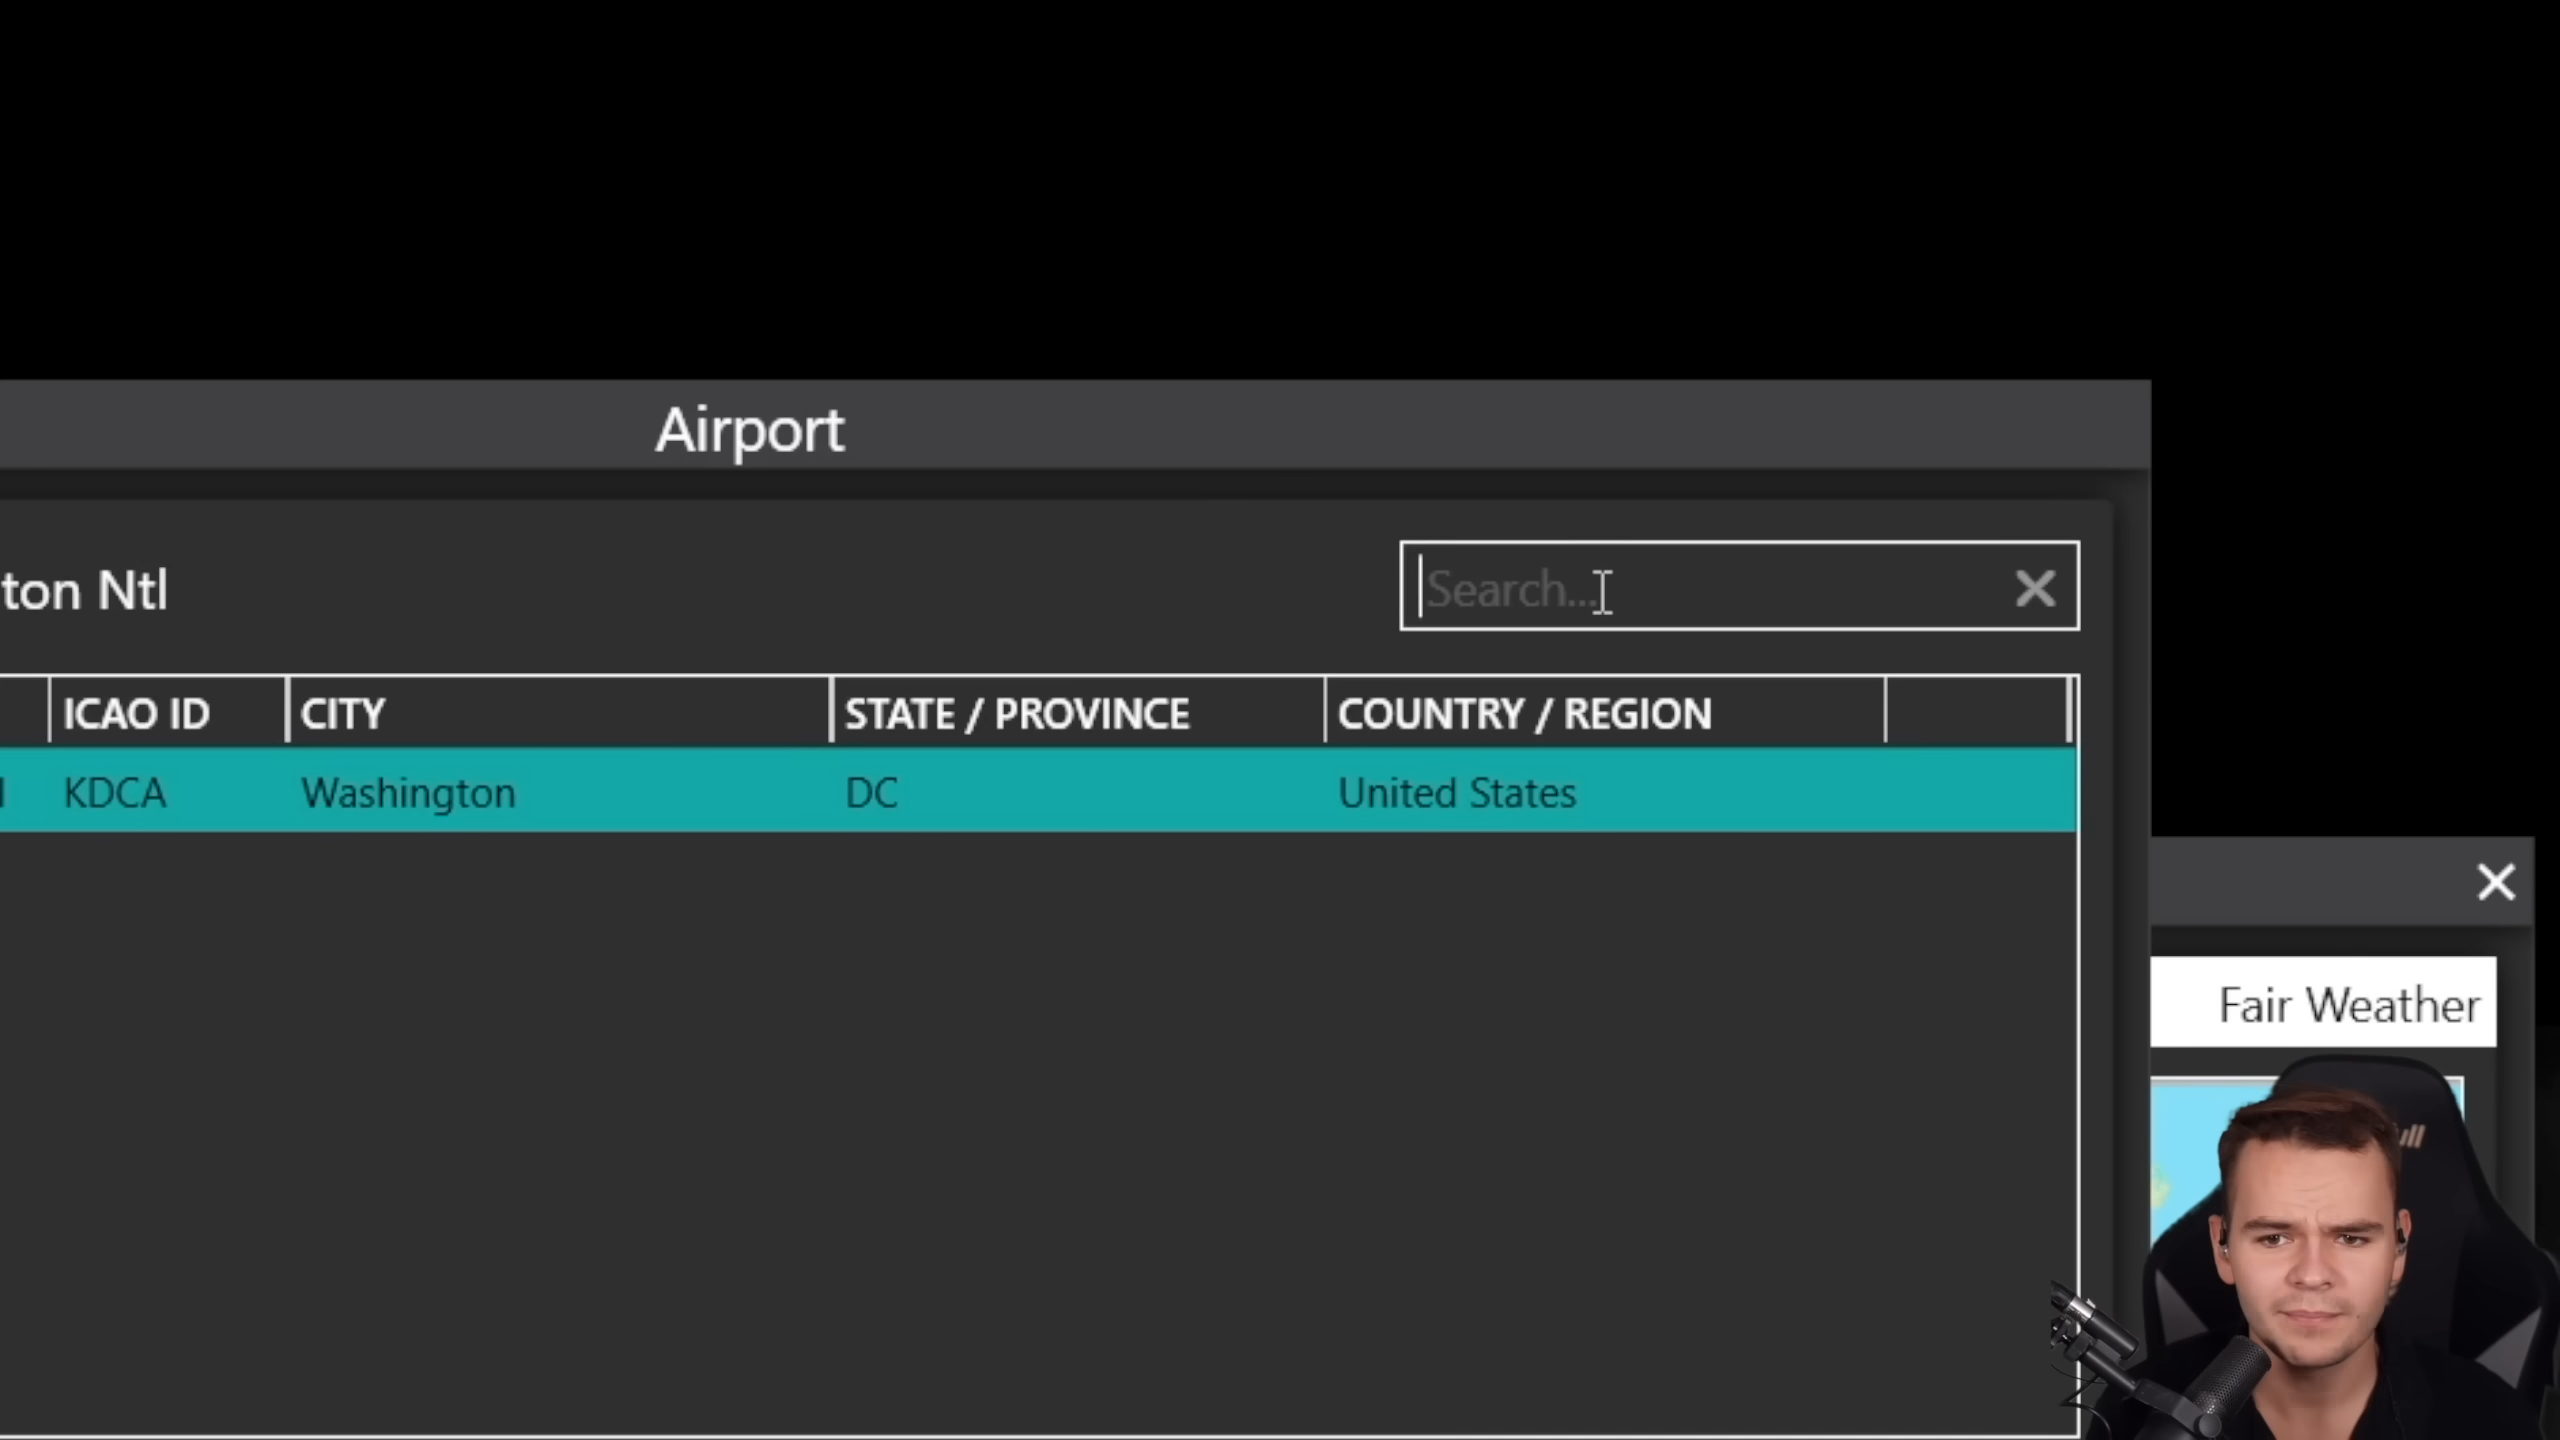 Airport
ton Ntl
Search...
ICAO ID
CITY
STATE / PROVINCE
COUNTRY / REGION
KDCA
Washington
DC
United States
Fair Weather